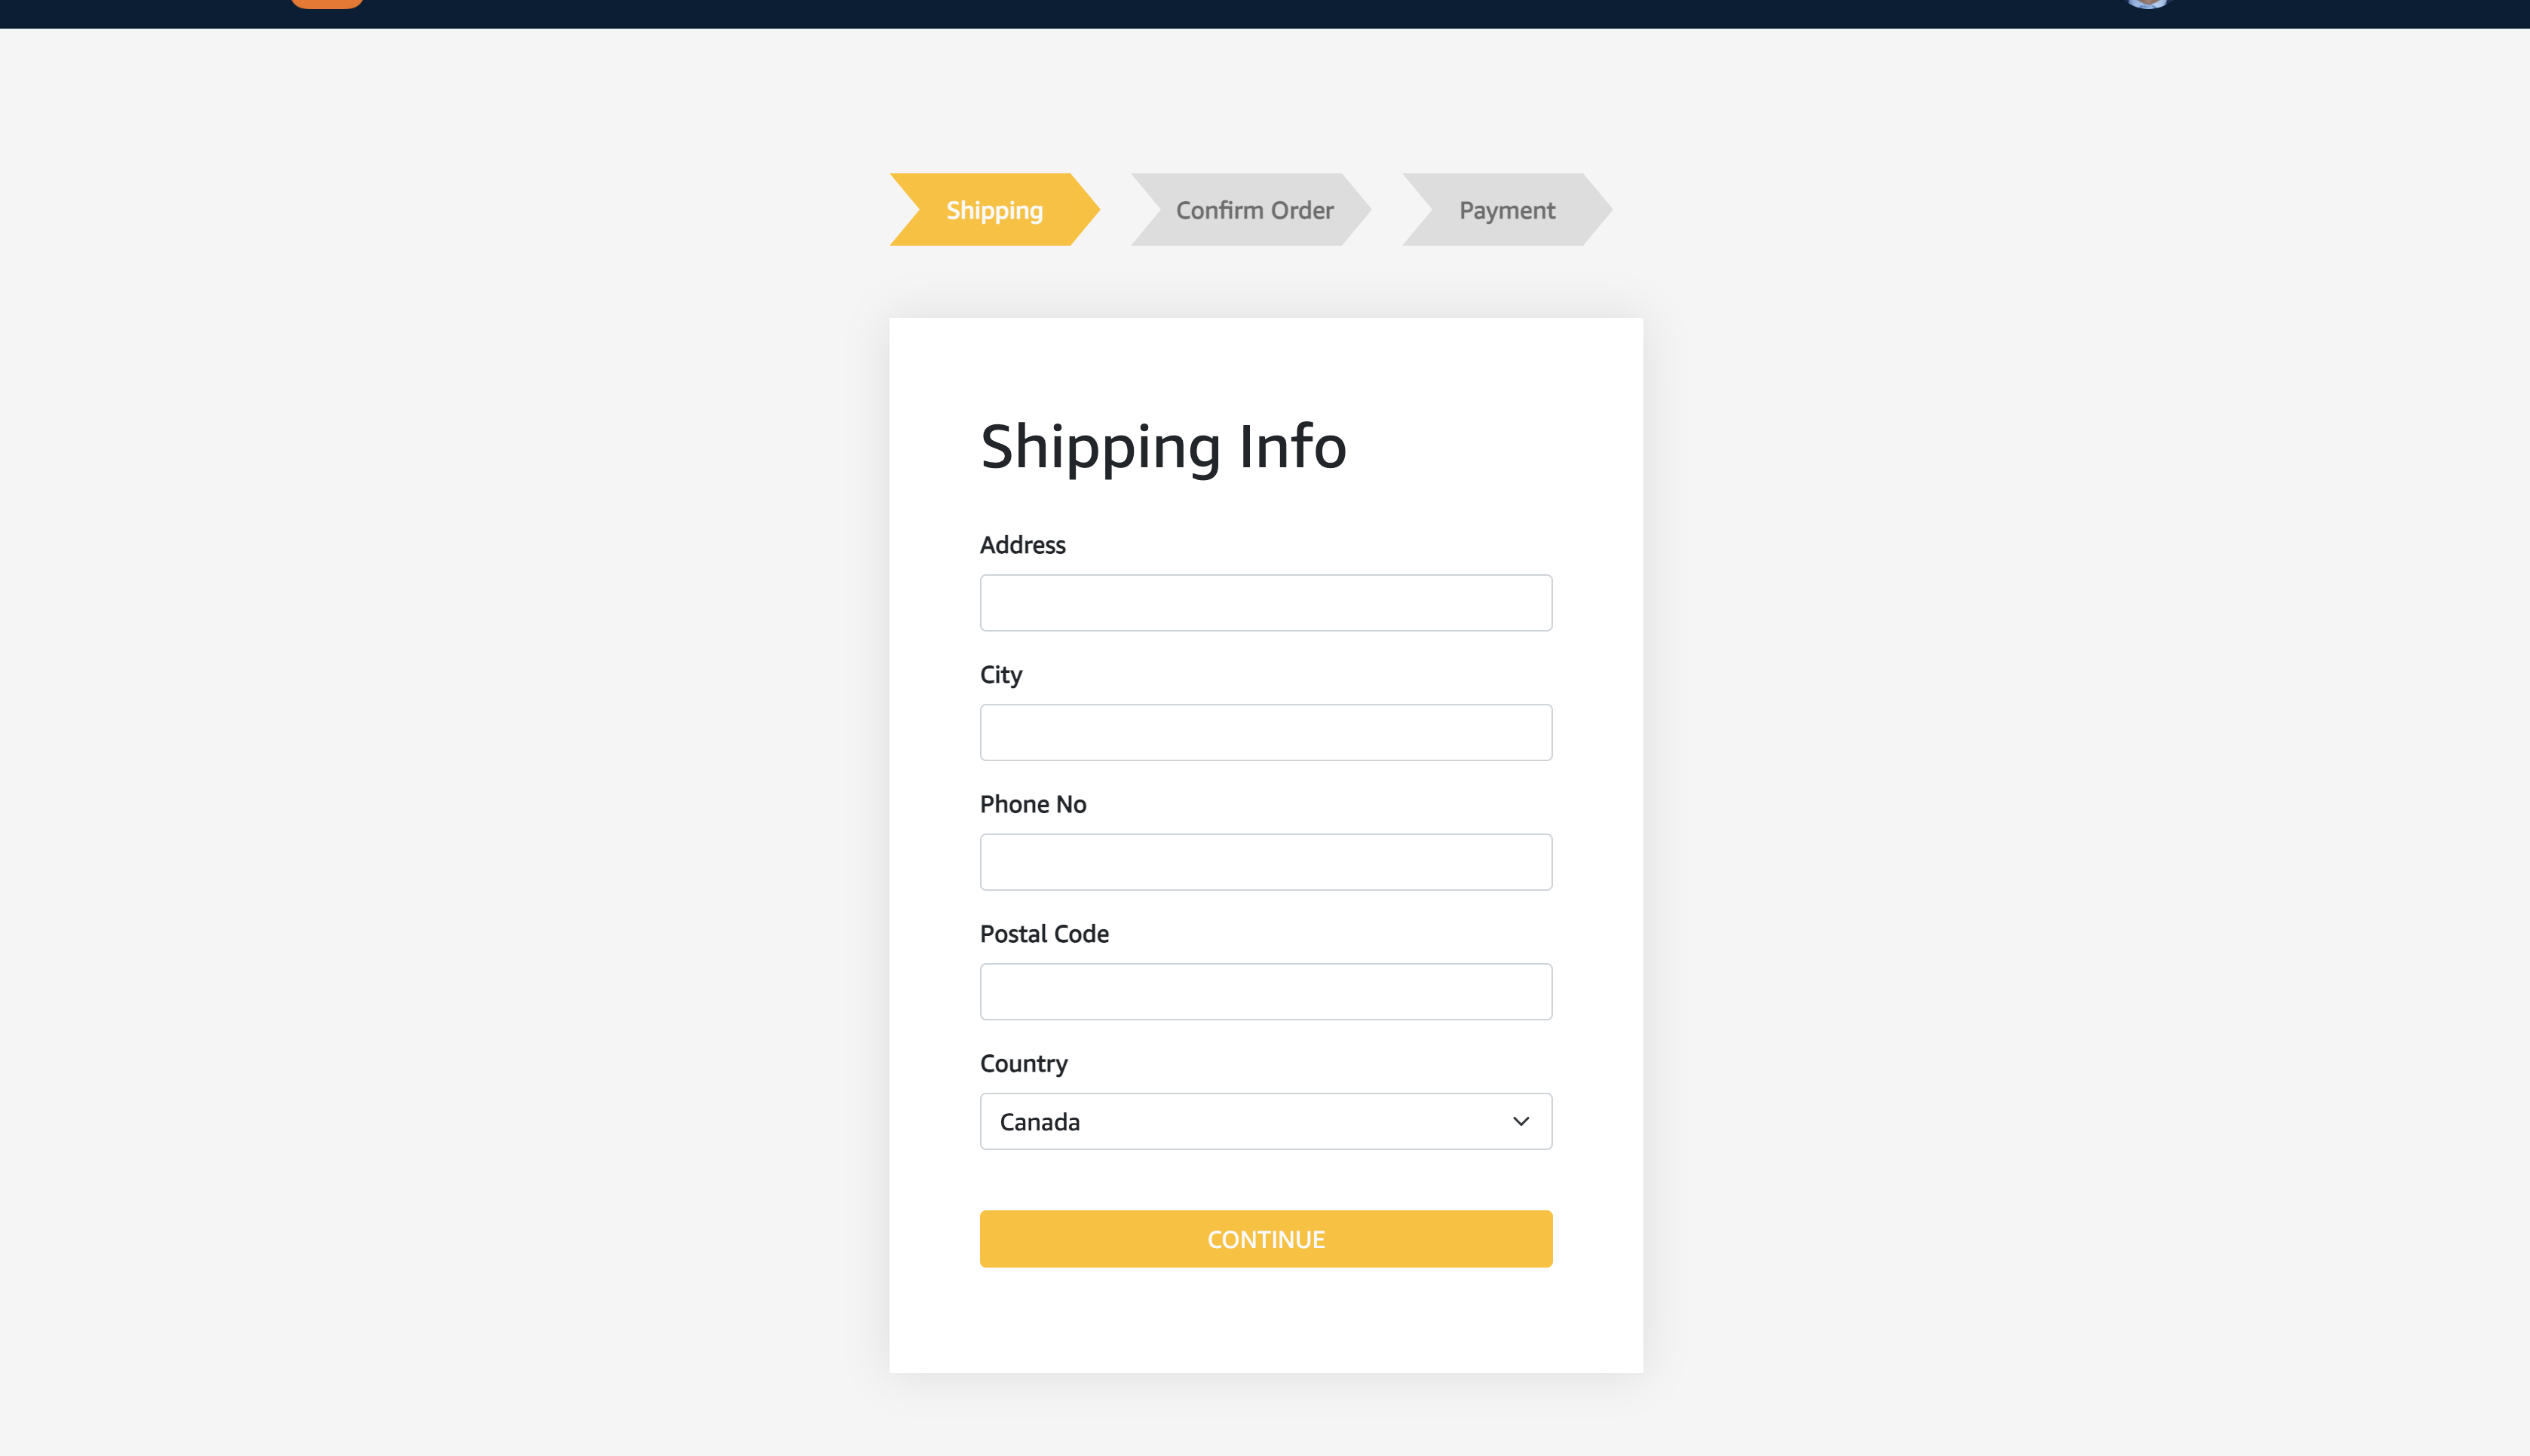 Shipping
Confirm Order
Payment
Shipping Info
Address
City
Phone No
Postal Code
Country
Canada
CONTINUE